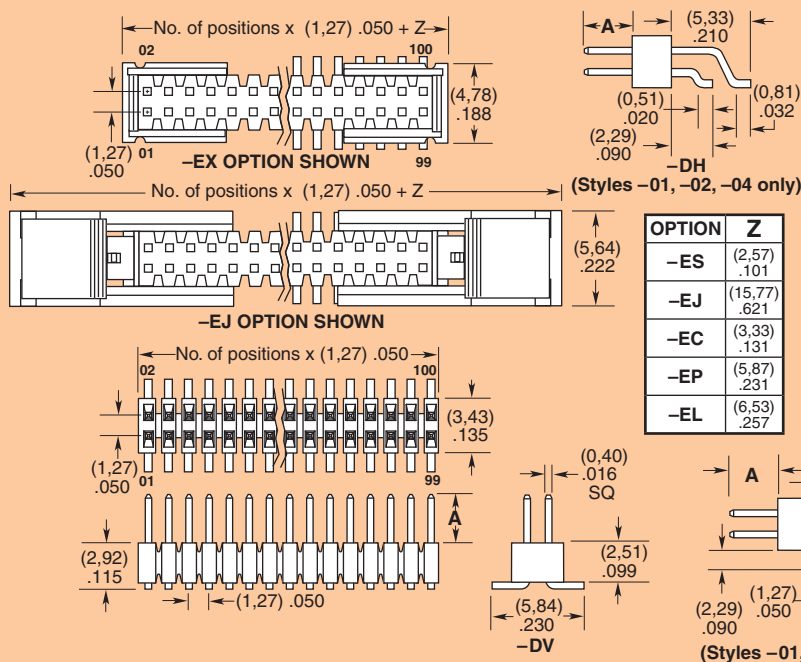 No. of positions x (1,27) .050 + Z
02
100
(4,78)
.188
(1,27)
.050
01
–EX OPTION SHOWN
99
A
(5,33)
.210
(0,51)
.020
(0,81)
.032
(2,29)
.090
–DH
(Styles –01, –02, –04 only)
No. of positions x (1,27) .050 + Z
(5,64)
.222
–EJ OPTION SHOWN
OPTION Z
–ES (2,57) .101
–EJ (15,77) .621
–EC (3,33) .131
–EP (5,87) .231
–EL (6,53) .257
No. of positions x (1,27) .050
02
100
(3,43)
.135
(1,27)
.050
01
99
A
(2,92)
.115
(1,27) .050
(0,40)
.016
SQ
(2,51)
.099
(5,84)
.230
–DV
A
(1,27)
.050
(2,29)
.090
(Styles –01,